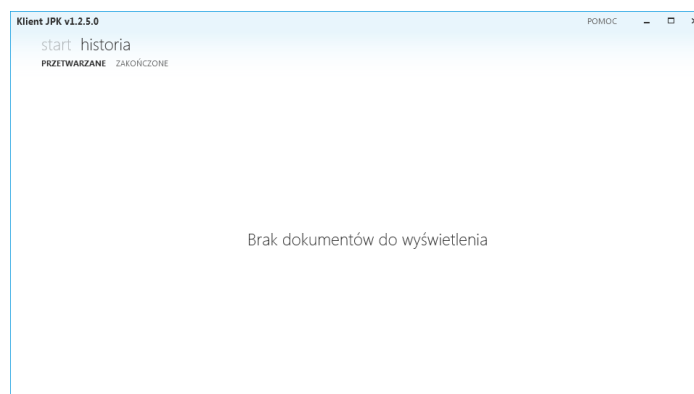 Klient JPK v1.2.5.0 POMOC
start historia
PRZETWARZANE ZAKOŃCZONE
Brak dokumentów do wyświetlenia